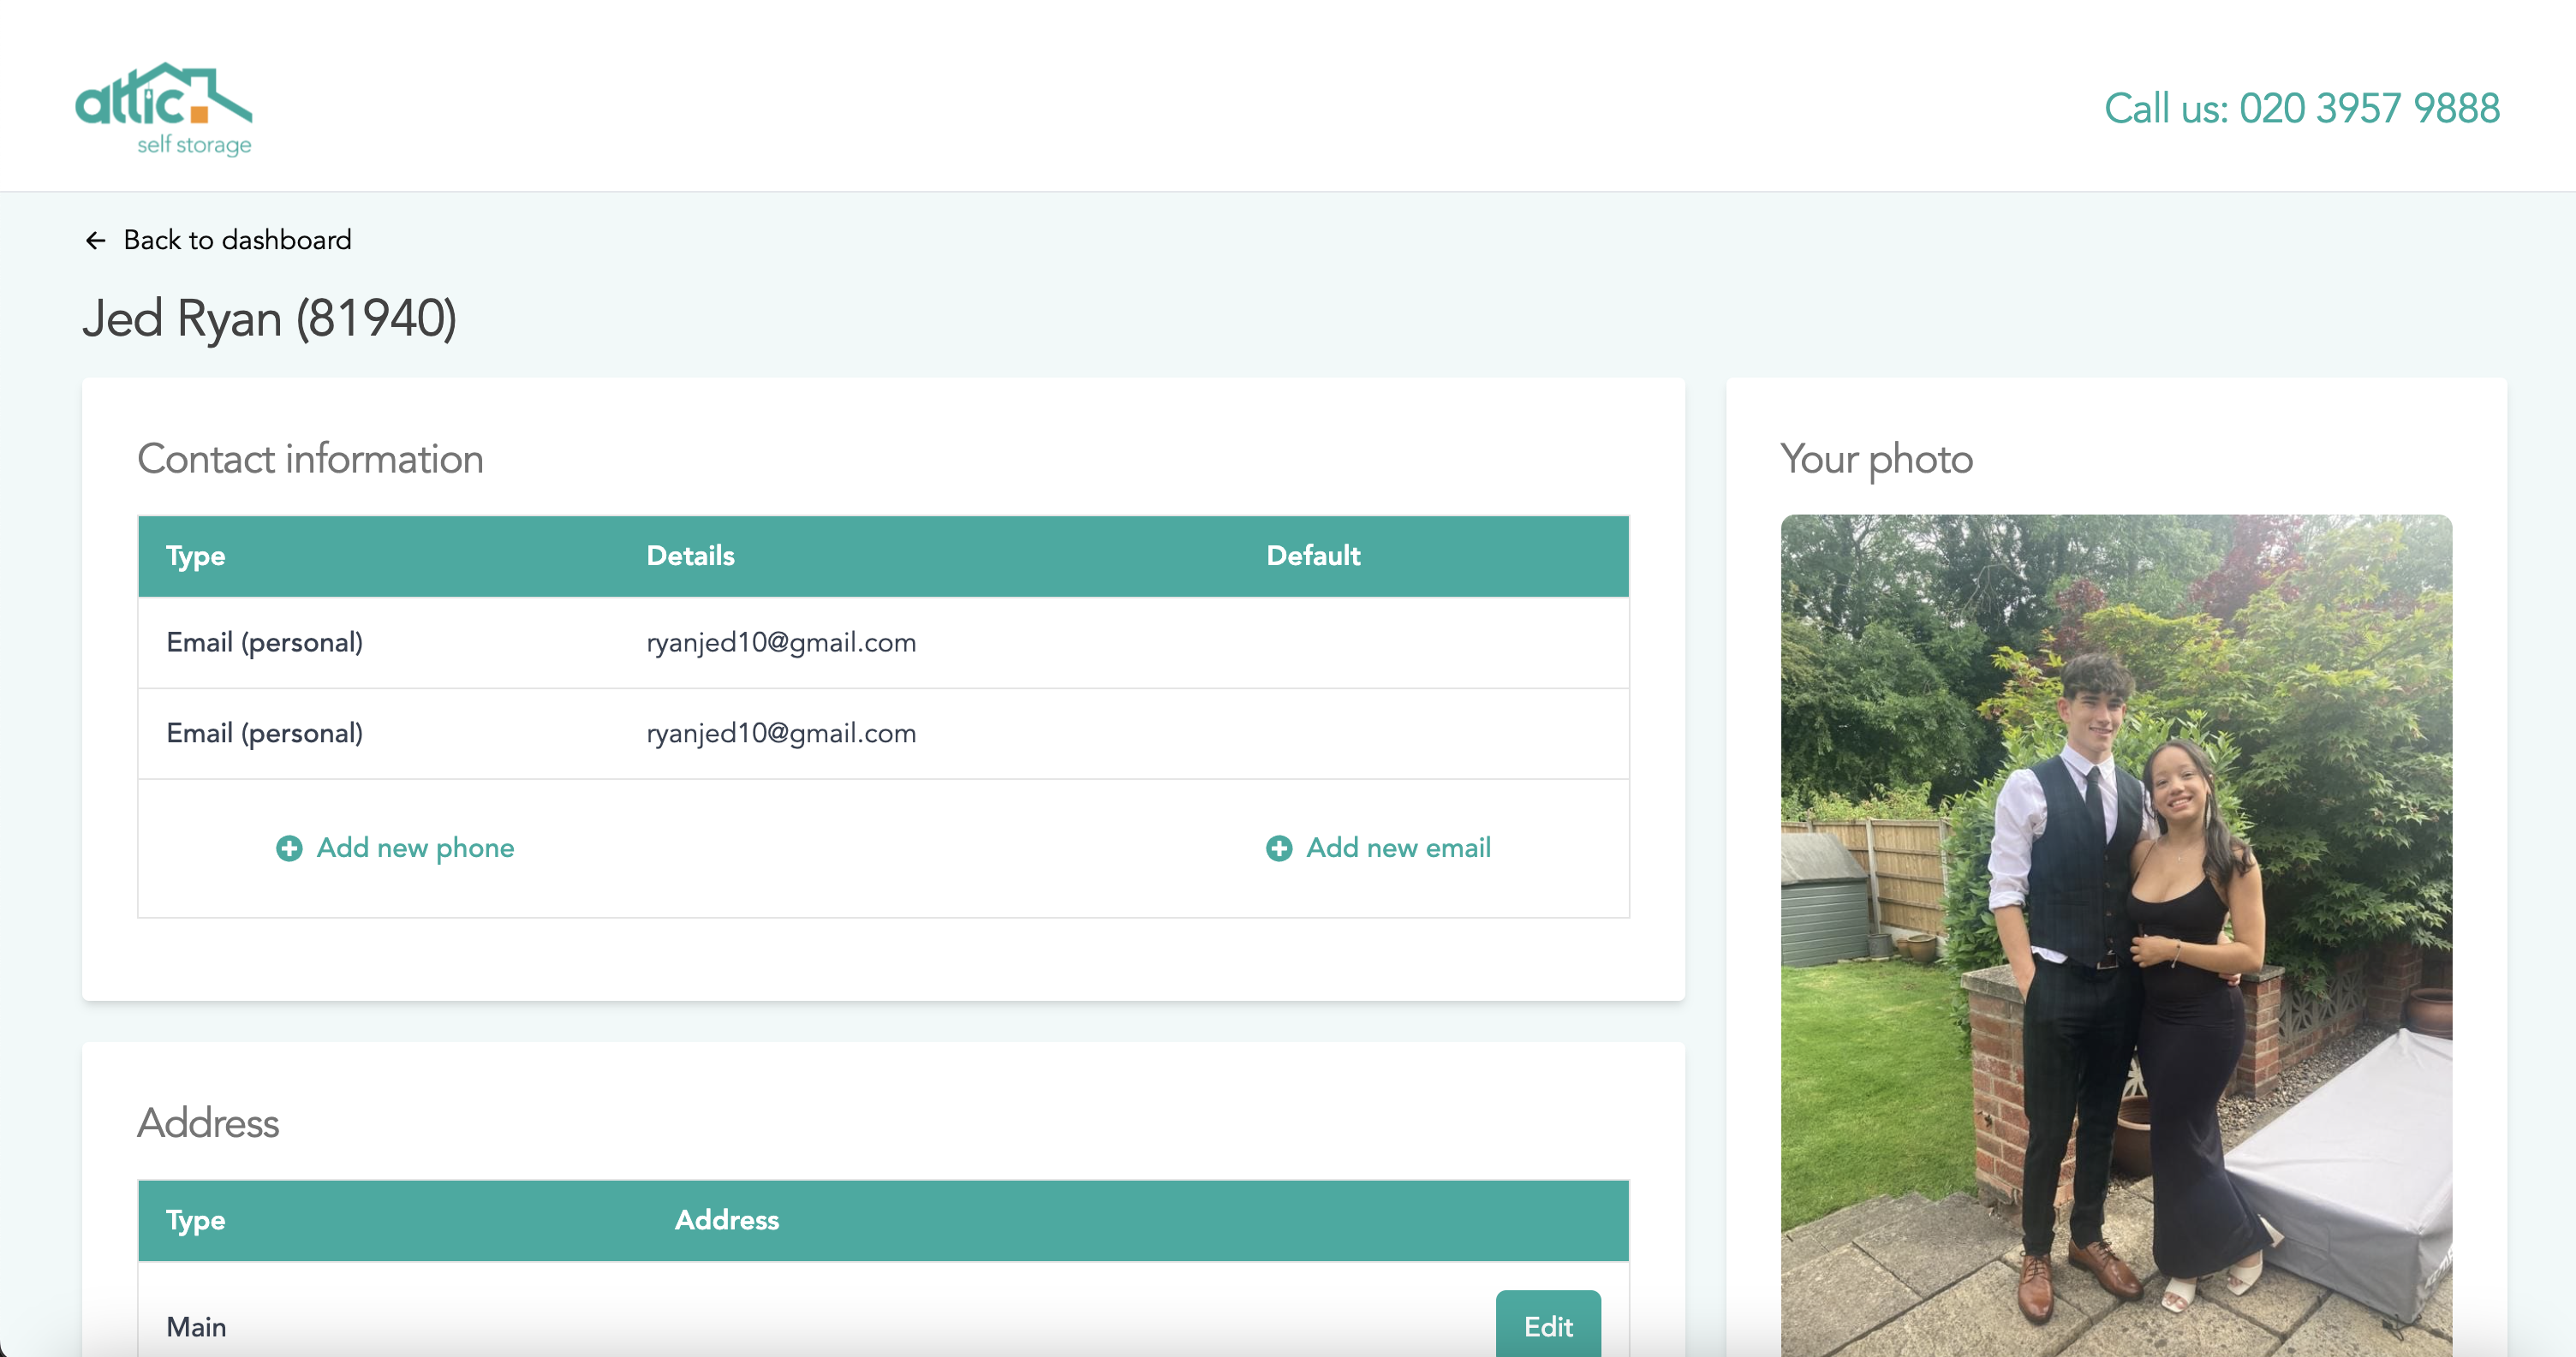 attic
self storage
Call us: 020 3957 9888
Back to dashboard
Jed Ryan (81940)
Contact information
Type Details Default
Email (personal) ryanjed10@gmail.com
Email (personal) ryanjed10@gmail.com
Add new phone Add new email
Address
Type Address
Main Edit
Your photo